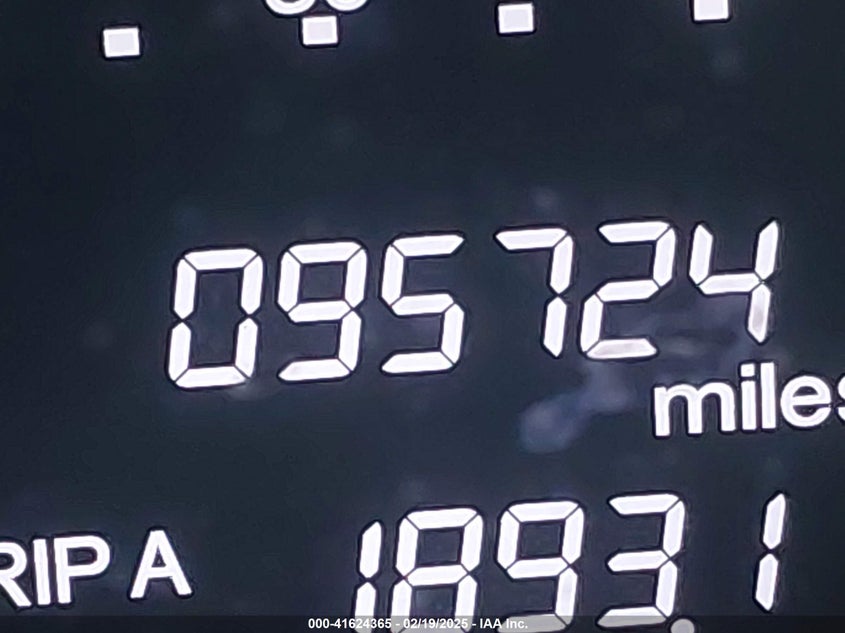 095724
miles
RIP A 1893.1
000-41624365 - 02/19/2025 - IAA Inc.